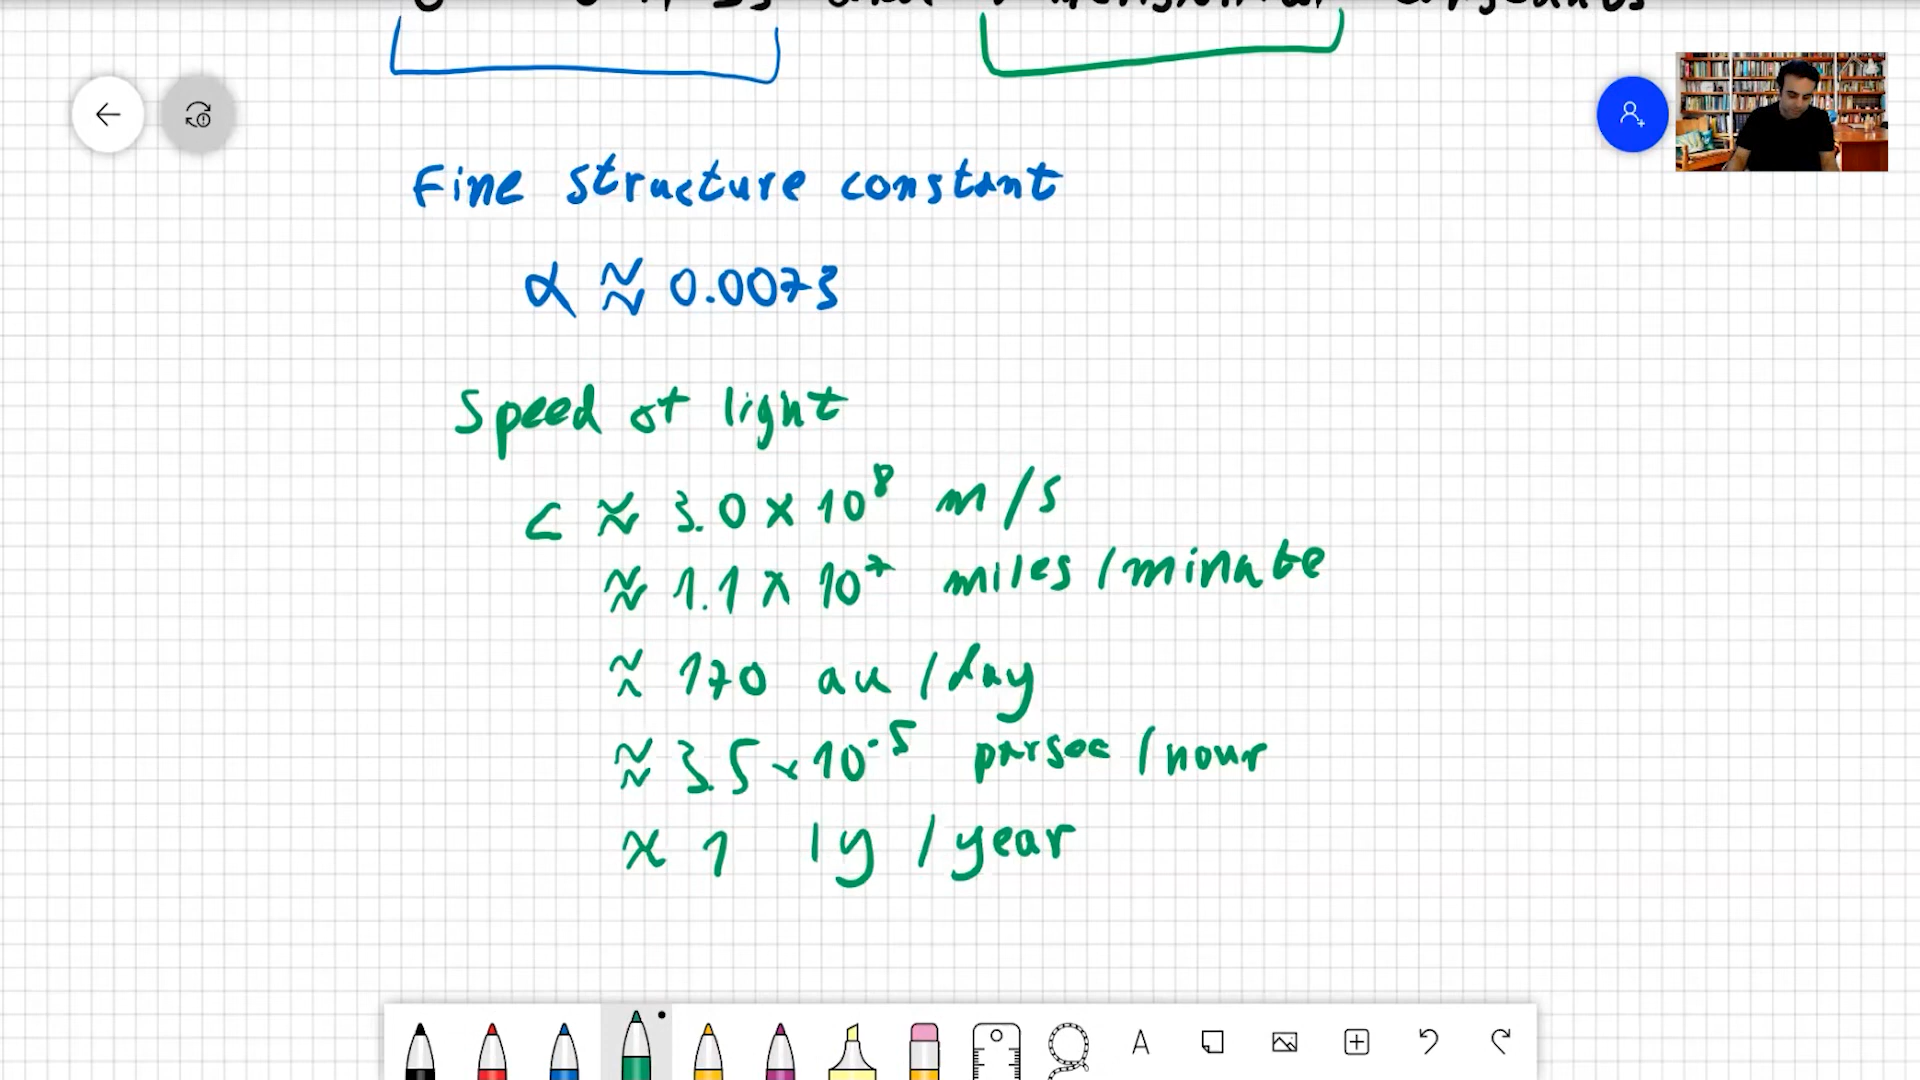 Fine structure constant
α ≈ 0.0073
Speed of light
c ≈ 3.0 × 10⁸ m/s
≈ 1.1 × 10⁷ miles/minute
≈ 170 au/day
≈ 3.5 × 10⁻⁵ parsec/hour
≈ 1 ly/year
A